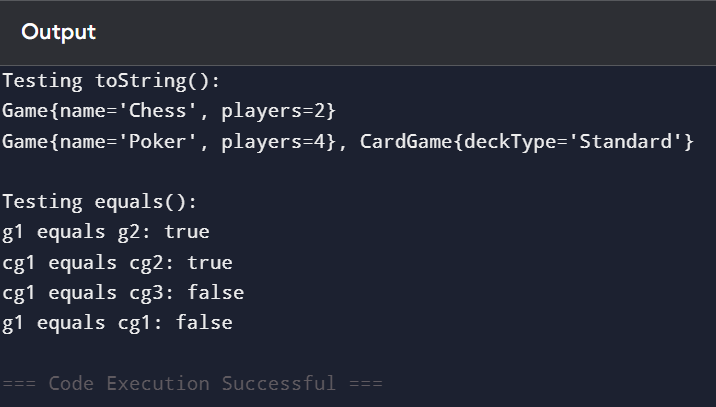 Output
Testing toString():
Game{name='Chess', players=2}
Game{name='Poker', players=4}, CardGame{deckType='Standard'}
Testing equals():
g1 equals g2: true
cg1 equals cg2: true
cg1 equals cg3: false
g1 equals cg1: false
=== Code Execution Successful ===